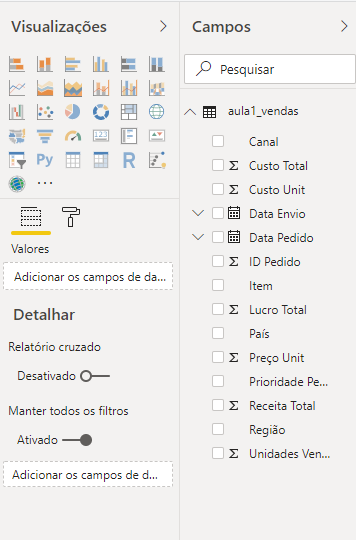 Visualizações
Py
R
123
Valores
Adicionar os campos de da...
Detalhar
Relatório cruzado
Desativado
Manter todos os filtros
Ativado
Adicionar os campos de d...
Campos
Pesquisar
aula1_vendas
Canal
Σ Custo Total
Σ Custo Unit
Data Envio
Data Pedido
Σ ID Pedido
Item
Σ Lucro Total
País
Σ Preço Unit
Prioridade Pe...
Σ Receita Total
Região
Σ Unidades Ven...